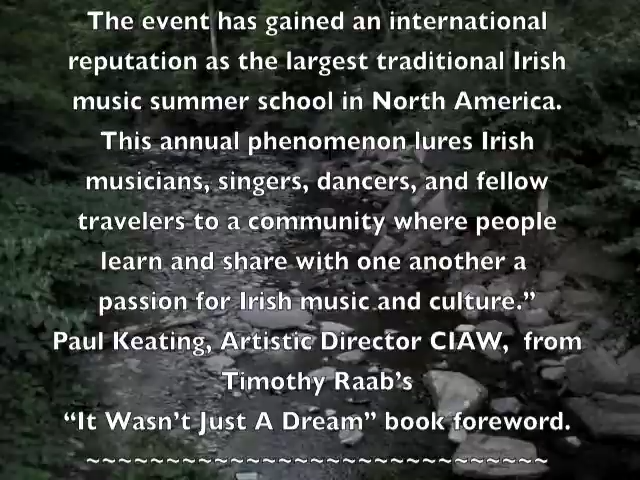 The event has gained an international
reputation as the largest traditional Irish
music summer school in North America.
This annual phenomenon lures Irish
musicians, singers, dancers, and fellow
travelers to a community where people
learn and share with one another a
passion for Irish music and culture.”
Paul Keating, Artistic Director CIAW,  from
Timothy Raab’s
“It Wasn’t Just A Dream” book foreword.
~~~~~~~~~~~~~~~~~~~~~~~~~~~~~